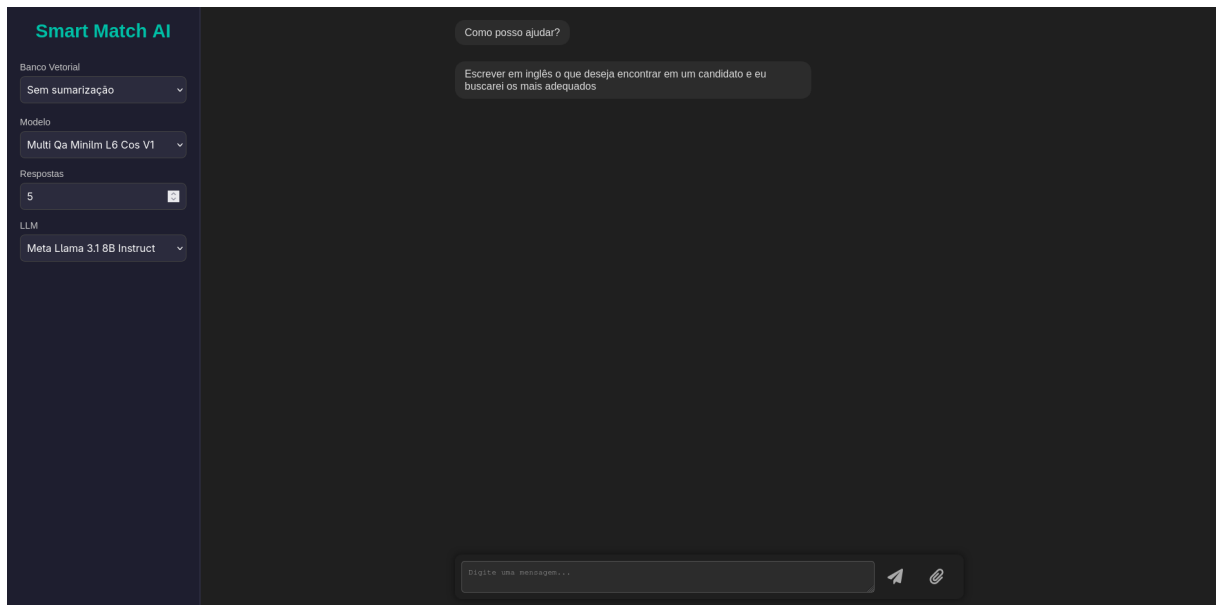 Smart Match AI
Banco Vetorial
Sem sumarização
Modelo
Multi Qa Minilm L6 Cos V1
Respostas
5
LLM
Meta Llama 3.1 8B Instruct
Como posso ajudar?
Escrever em inglês o que deseja encontrar em um candidato e eu
buscarei os mais adequados
Digite uma mensagem...